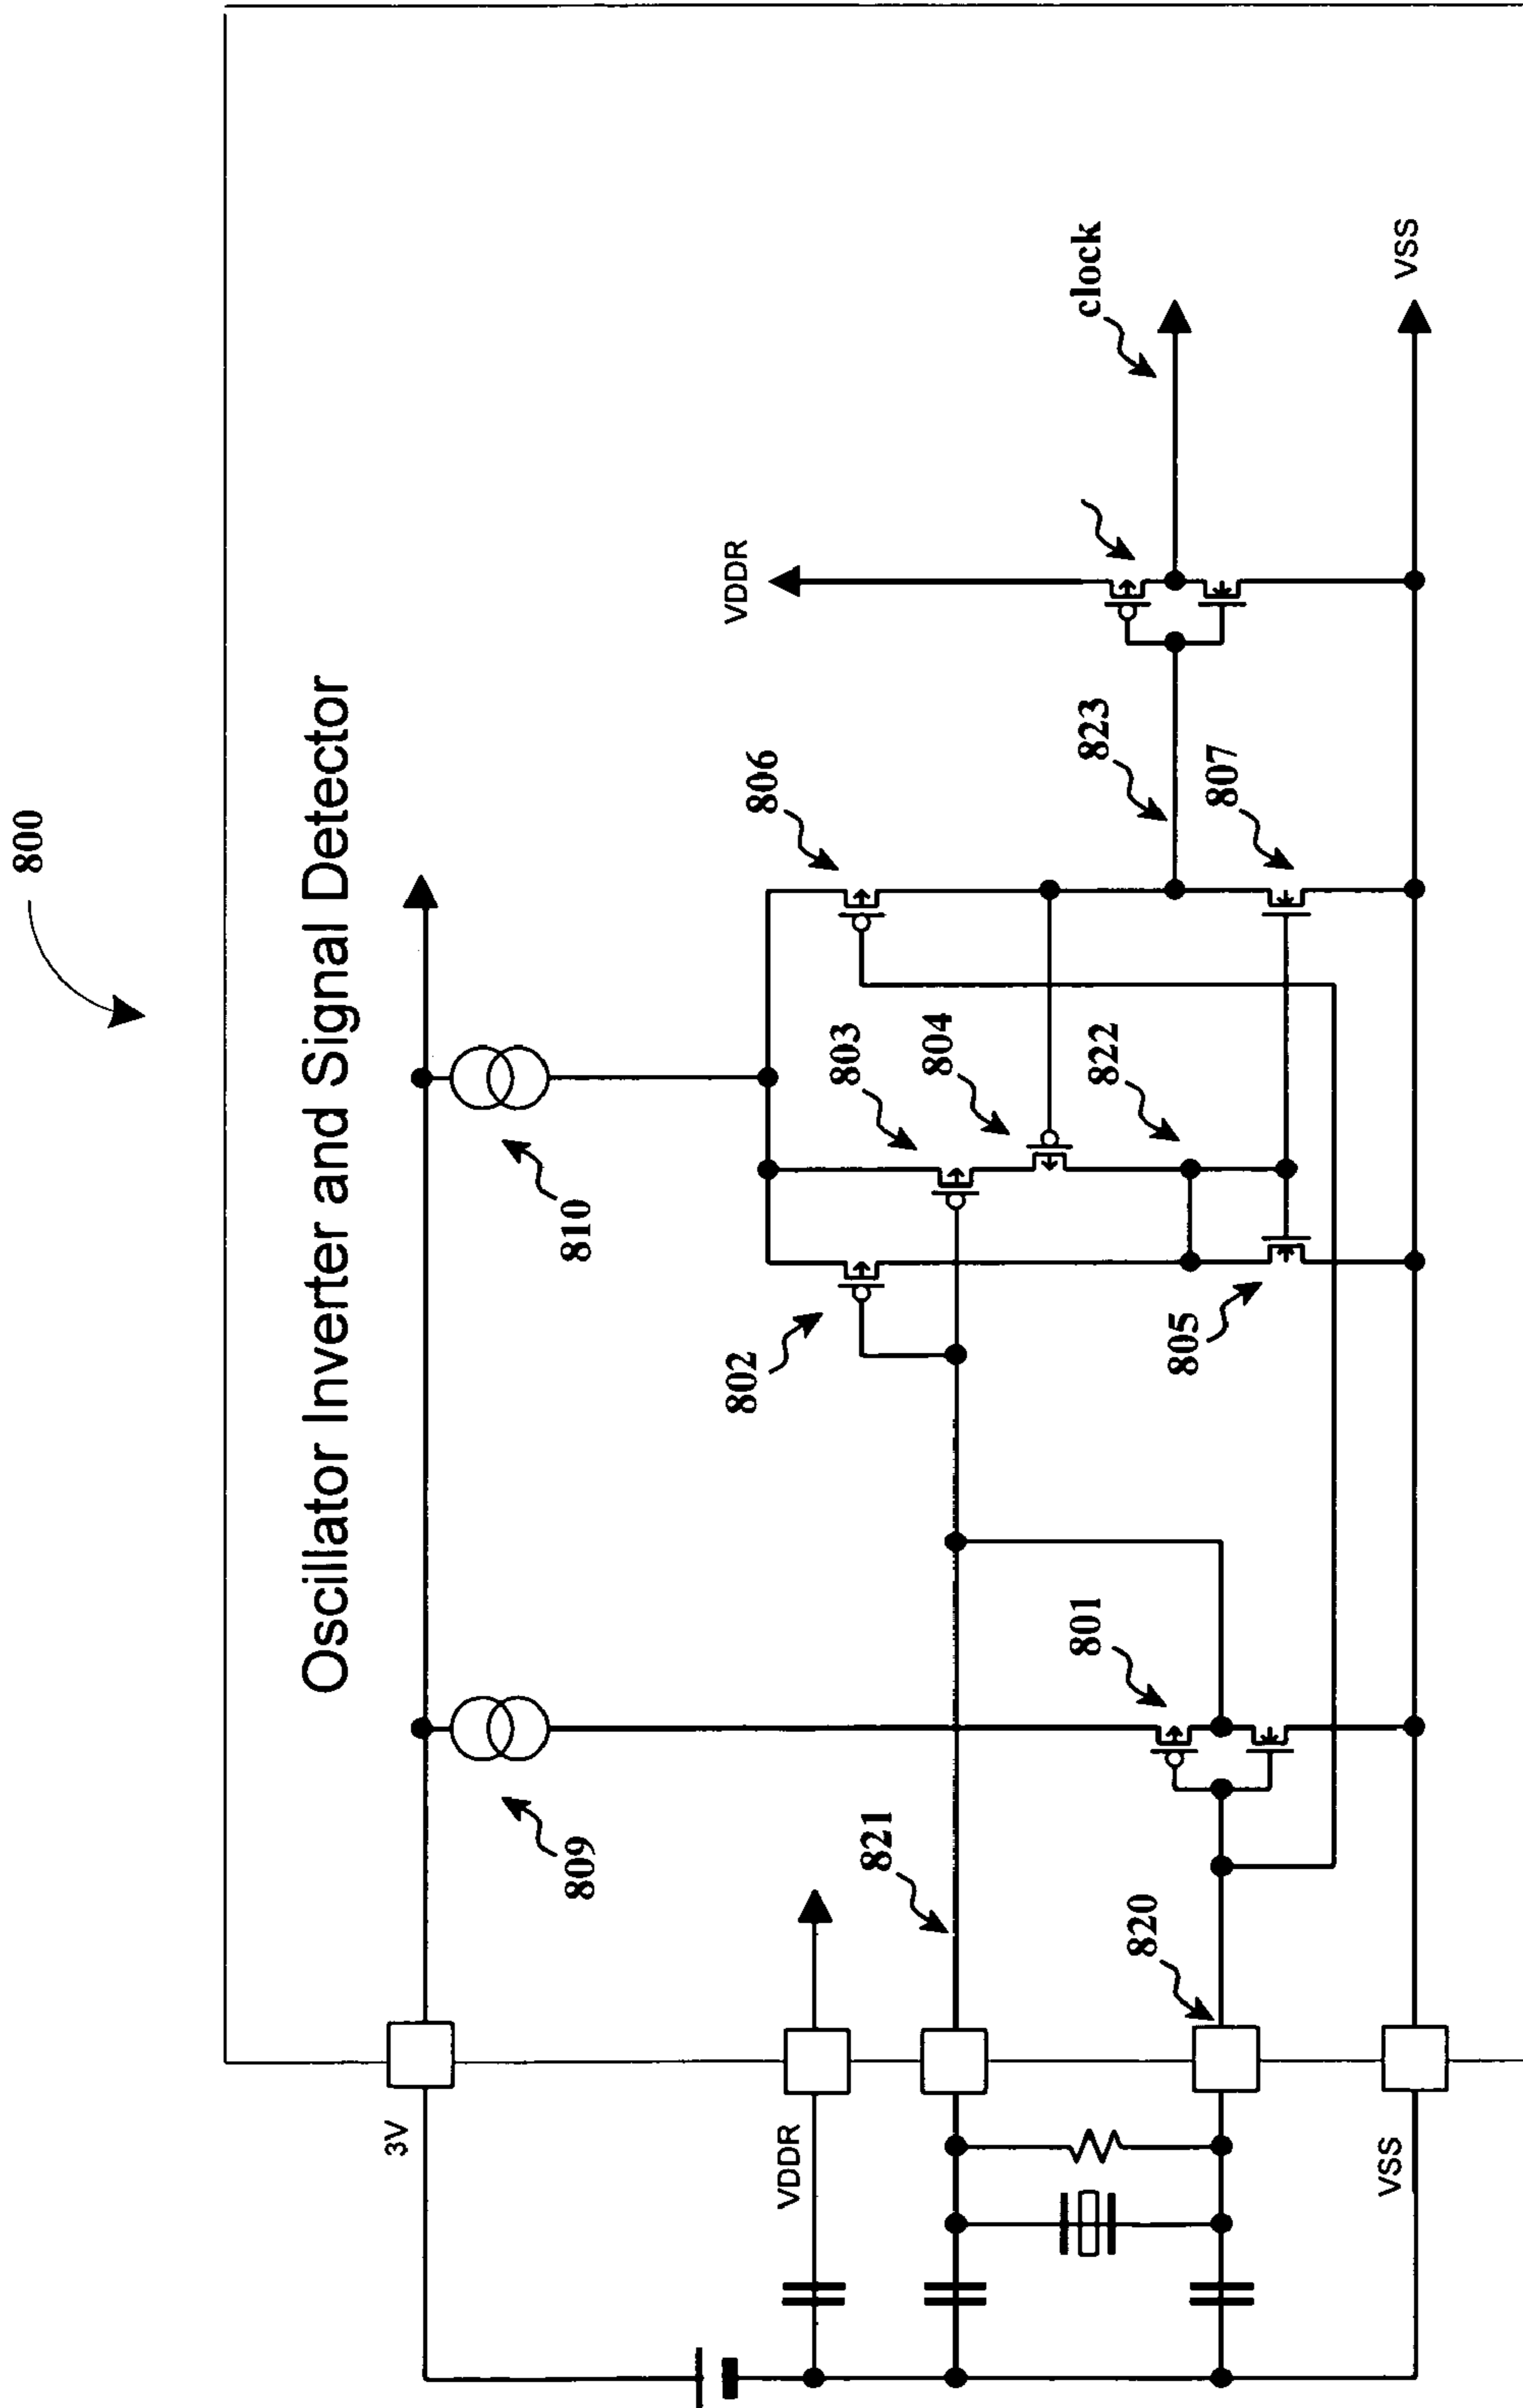 800
Oscillator Inverter and Signal Detector
3V
809
810
VDDR
VDDR
806
802
803
804
823
clock
821
801
822
807
820
805
VSS
VSS